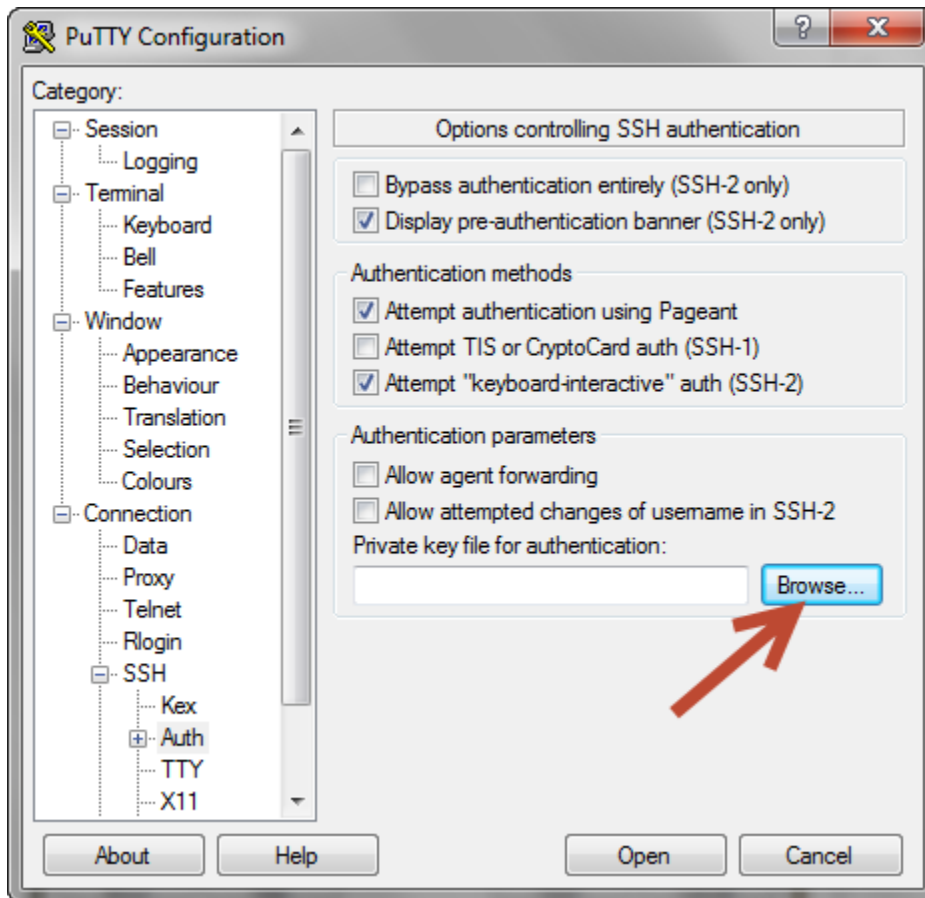 PuTTY Configuration
?
X
Category:
Session
Logging
Terminal
Keyboard
Bell
Features
Window
Appearance
Behaviour
Translation
Selection
Colours
Connection
Data
Proxy
Telnet
Rlogin
SSH
Kex
Auth
TTY
X11
Options controlling SSH authentication
Bypass authentication entirely (SSH-2 only)
Display pre-authentication banner (SSH-2 only)
Authentication methods
Attempt authentication using Pageant
Attempt TIS or CryptoCard auth (SSH-1)
Attempt "keyboard-interactive" auth (SSH-2)
Authentication parameters
Allow agent forwarding
Allow attempted changes of username in SSH-2
Private key file for authentication:
Browse...
About
Help
Open
Cancel